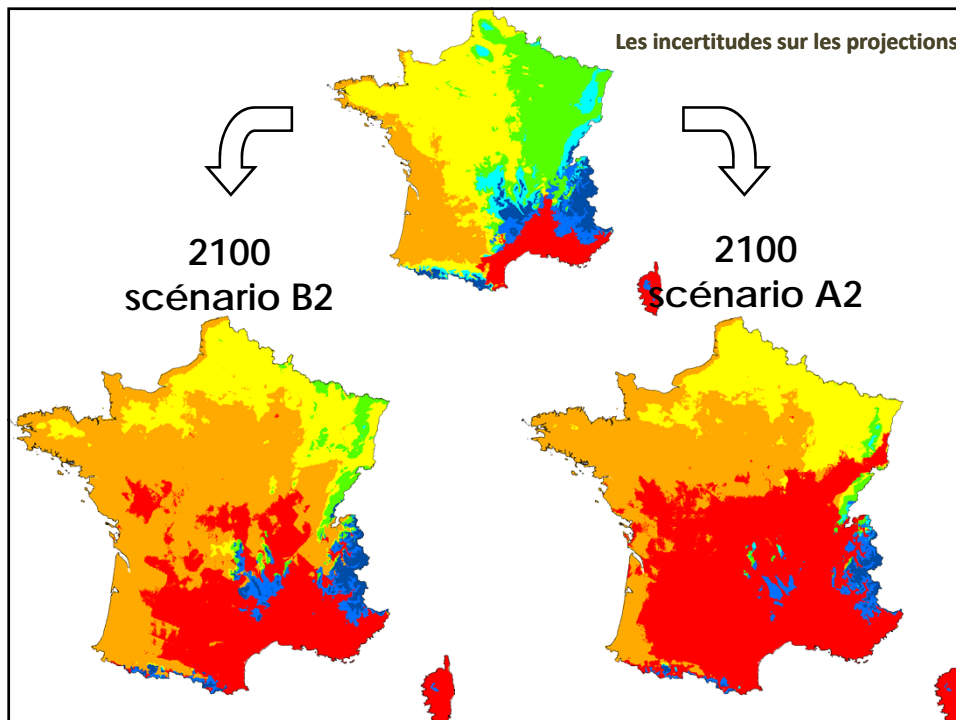 Les incertitudes sur les projections
2100
scénario B2
2100
scénario A2